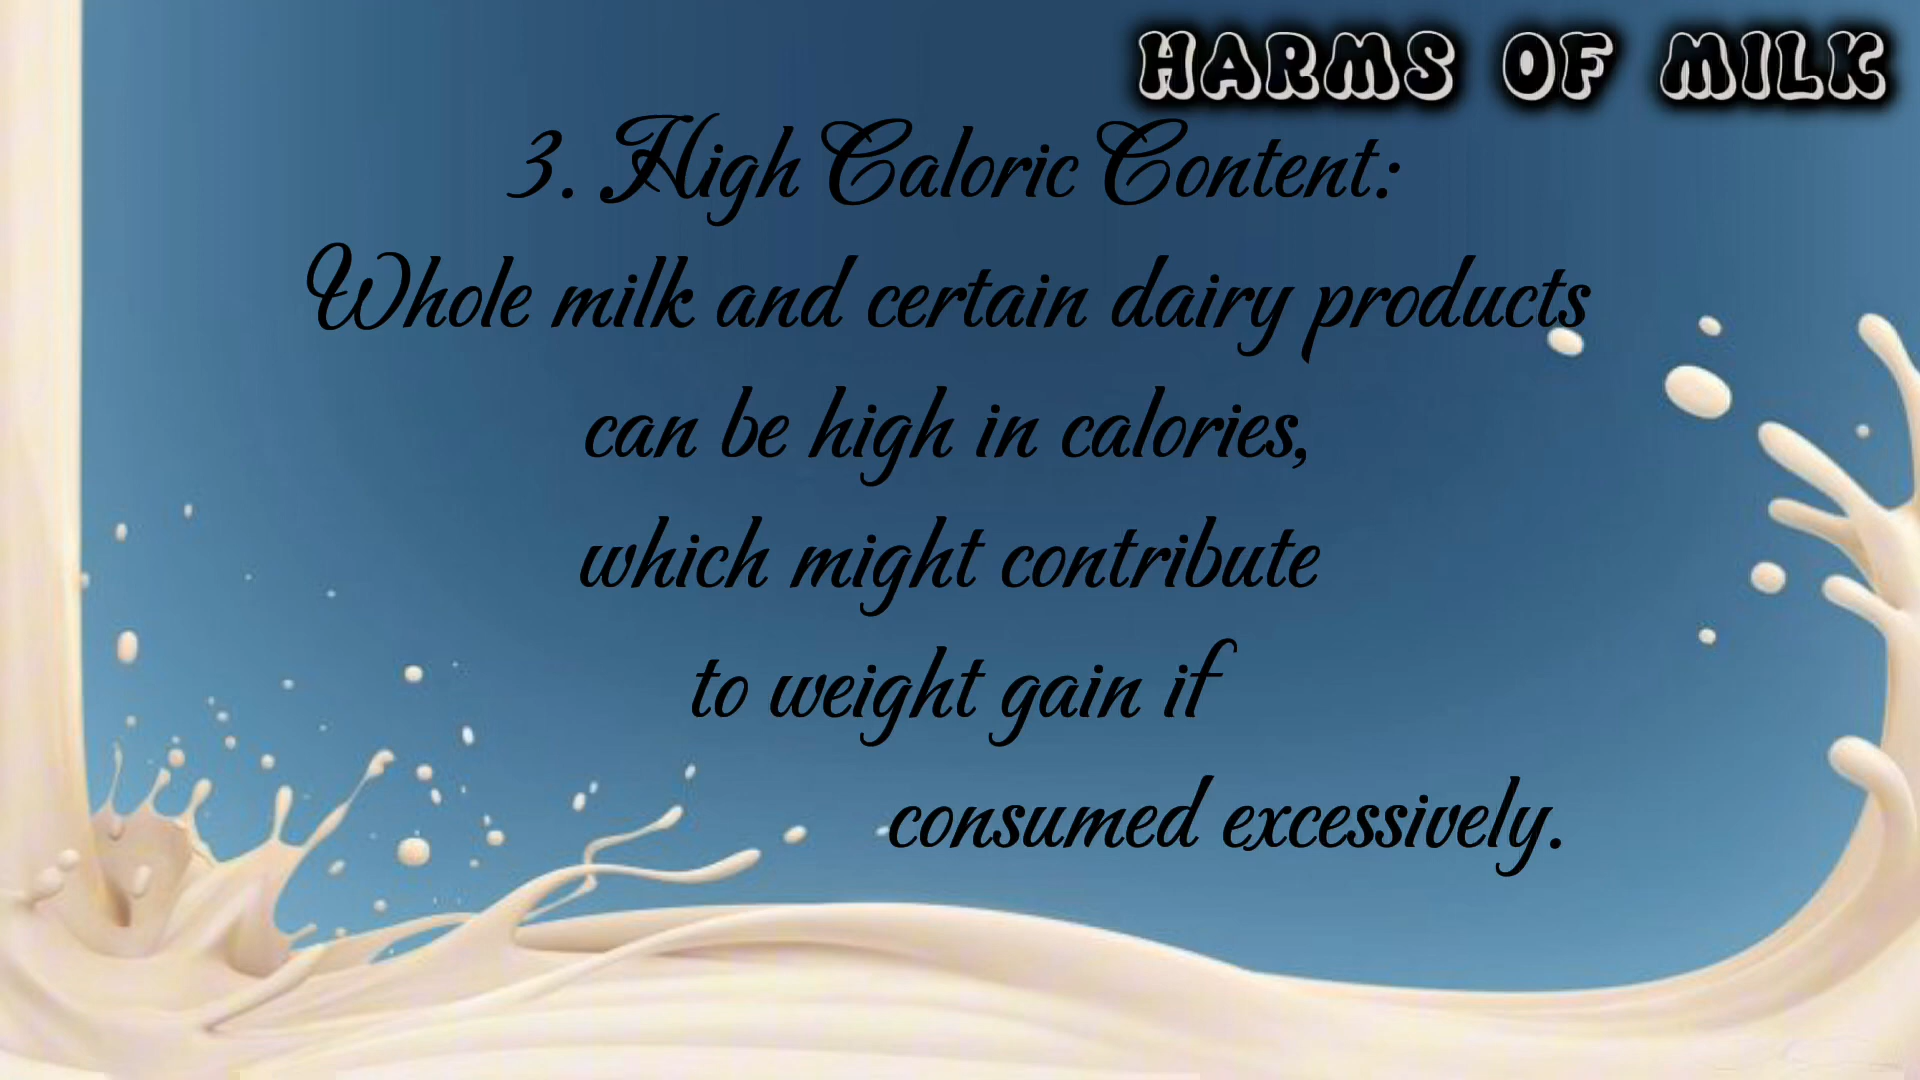 HARMS OF MILK
3. High Caloric Content:
Whole milk and certain dairy products
can be high in calories,
which might contribute
to weight gain if
consumed excessively.